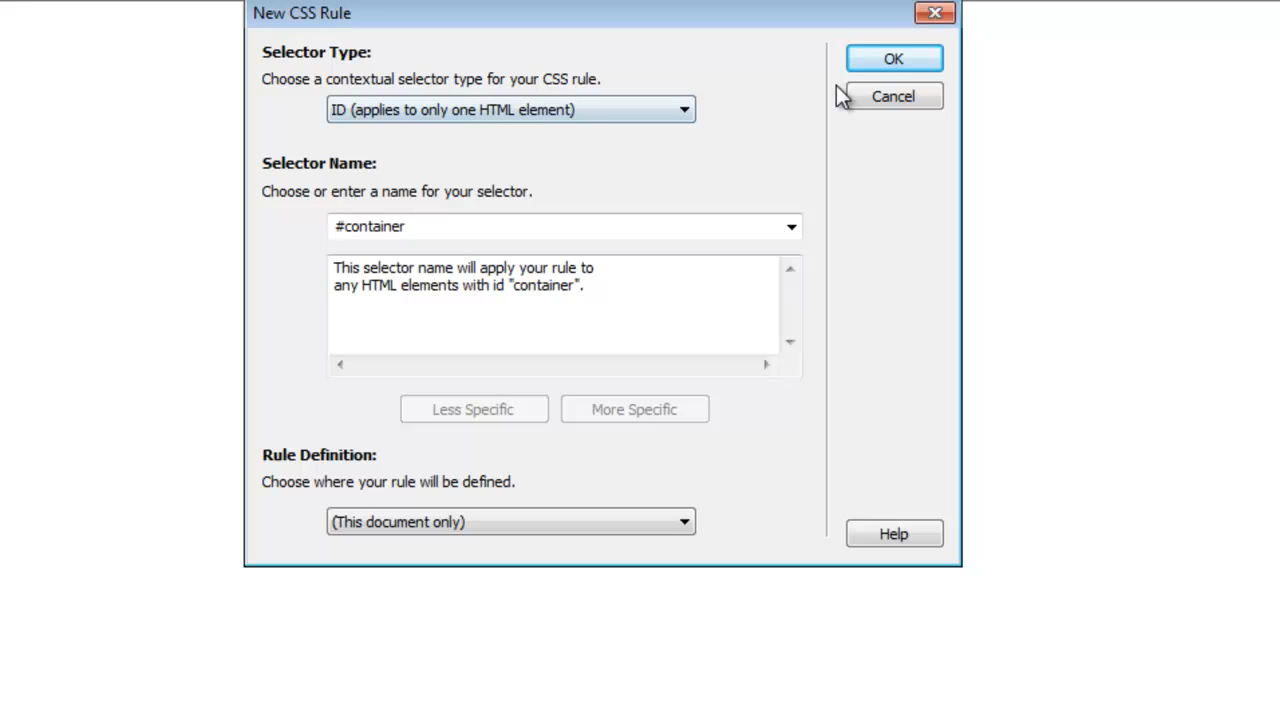 New CSS Rule
Selector Type:
Choose a contextual selector type for your CSS rule.
ID (applies to only one HTML element)
OK
Cancel
Selector Name:
Choose or enter a name for your selector.
#container
This selector name will apply your rule to
any HTML elements with id "container".
Less Specific
More Specific
Rule Definition:
Choose where your rule will be defined.
(This document only)
Help